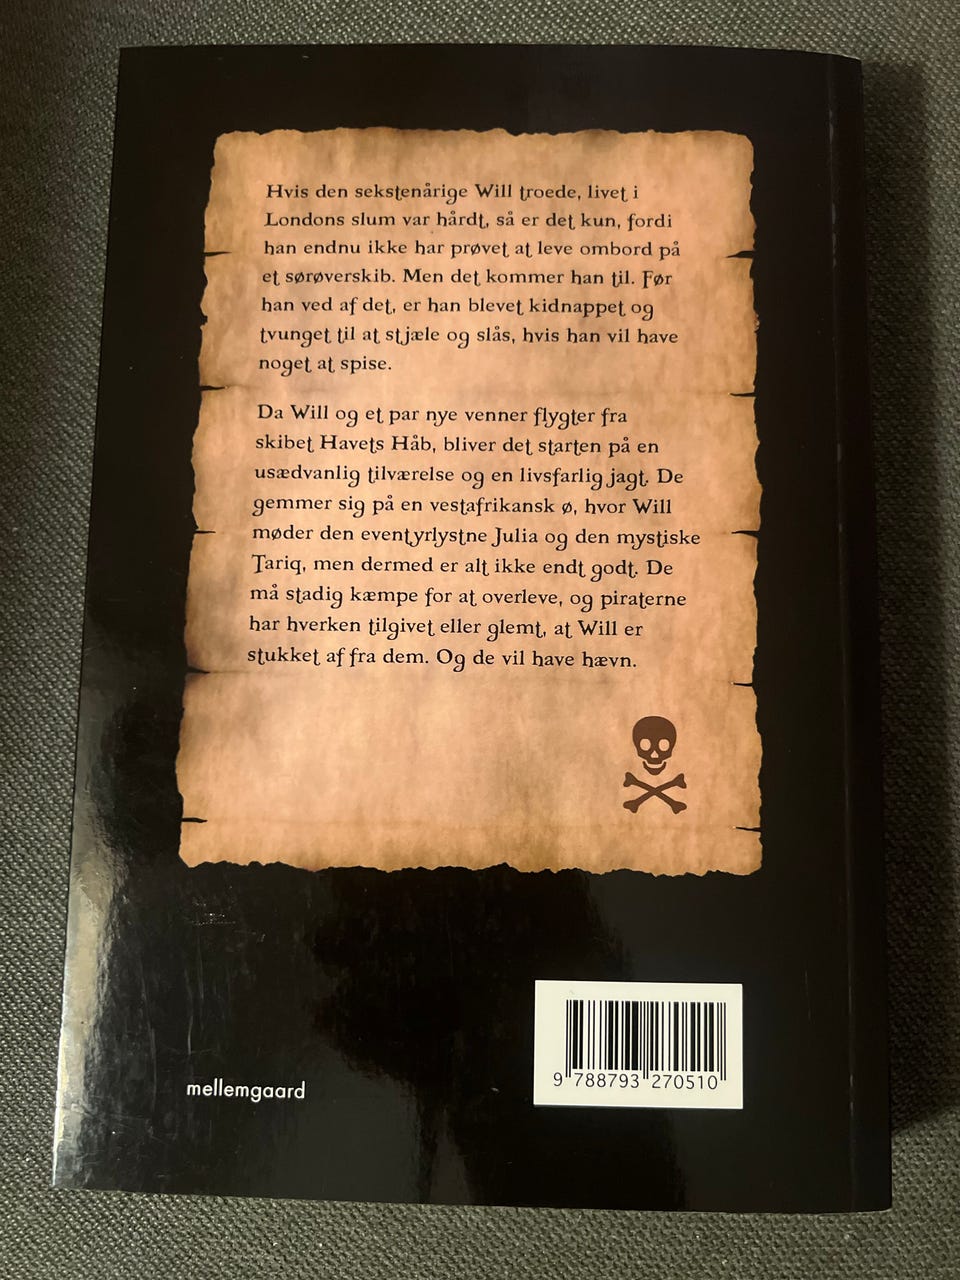 Hvis den sekstenårige Will troede, livet i
Londons slum var hårdt, så er det kun, fordi
han endnu ikke har prøvet at leve ombord på
et sørøverskib. Men det kommer han til. Før
han ved af det, er han blevet kidnappet og
tvunget til at stjæle og slås, hvis han vil have
noget at spise.
Da Will og et par nye venner flygter fra
skibet Havets Håb, bliver det starten på en
usædvanlig tilværelse og en livsfarlig jagt. De
gemmer sig på en vestafrikansk ø, hvor Will
møder den eventyrlystne Julia og den mystiske
Tariq, men dermed er alt ikke endt godt. De
må stadig kæmpe for at overleve, og piraterne
har hverken tilgivet eller glemt, at Will er
stukket af fra dem. Og de vil have hævn.
mellemgaard
9 788793 270510